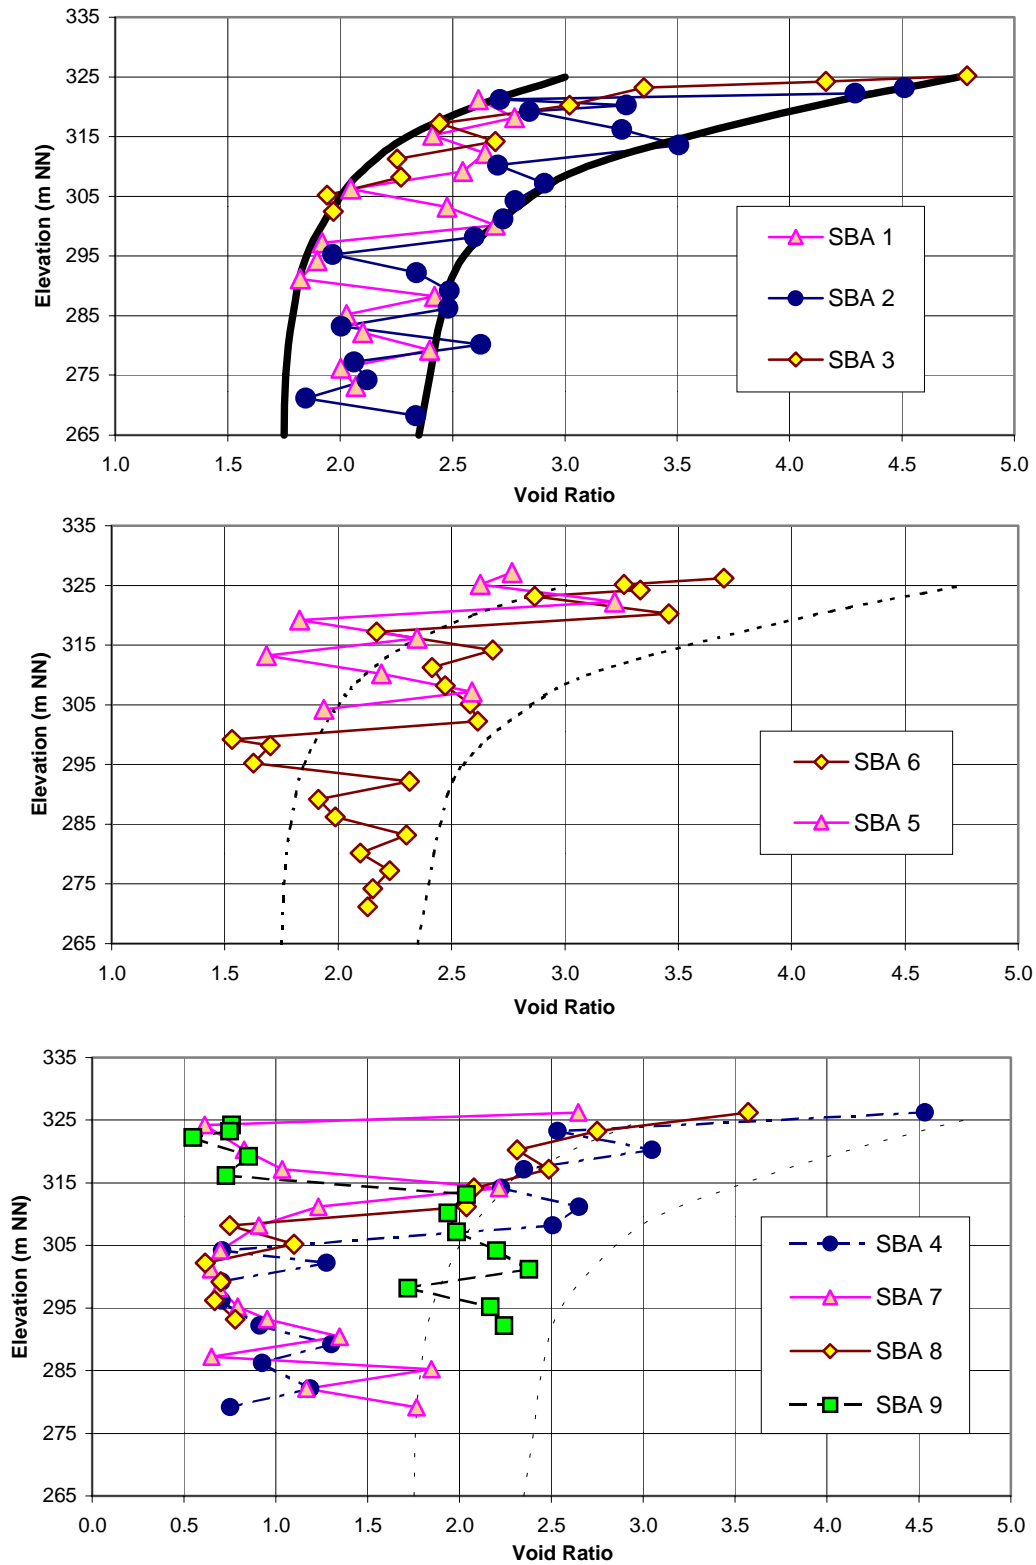 335
325
315
305
295
285
275
265
Elevation (m NN)
1.0 1.5 2.0 2.5 3.0 3.5 4.0 4.5 5.0
Void Ratio
SBA 1
SBA 2
SBA 3
335
325
315
305
295
285
275
265
Elevation (m NN)
1.0 1.5 2.0 2.5 3.0 3.5 4.0 4.5 5.0
Void Ratio
SBA 6
SBA 5
335
325
315
305
295
285
275
265
Elevation (m NN)
0.0 0.5 1.0 1.5 2.0 2.5 3.0 3.5 4.0 4.5 5.0
Void Ratio
SBA 4
SBA 7
SBA 8
SBA 9